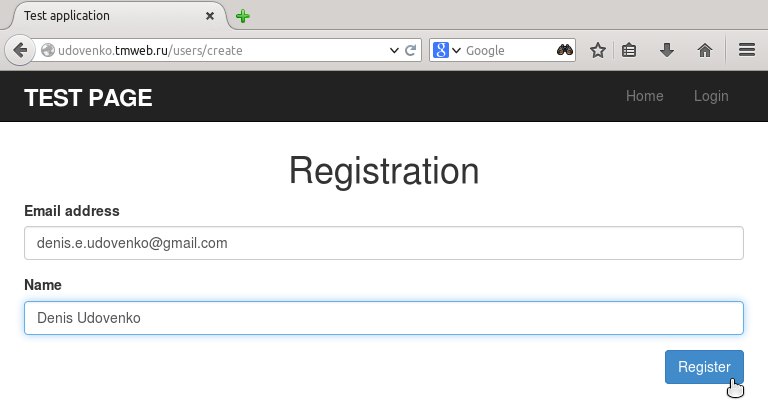 Test application
udovenko.tmweb.ru/users/create
Google
TEST PAGE
Home
Login
Registration
Email address
denis.e.udovenko@gmail.com
Name
Denis Udovenko
Register